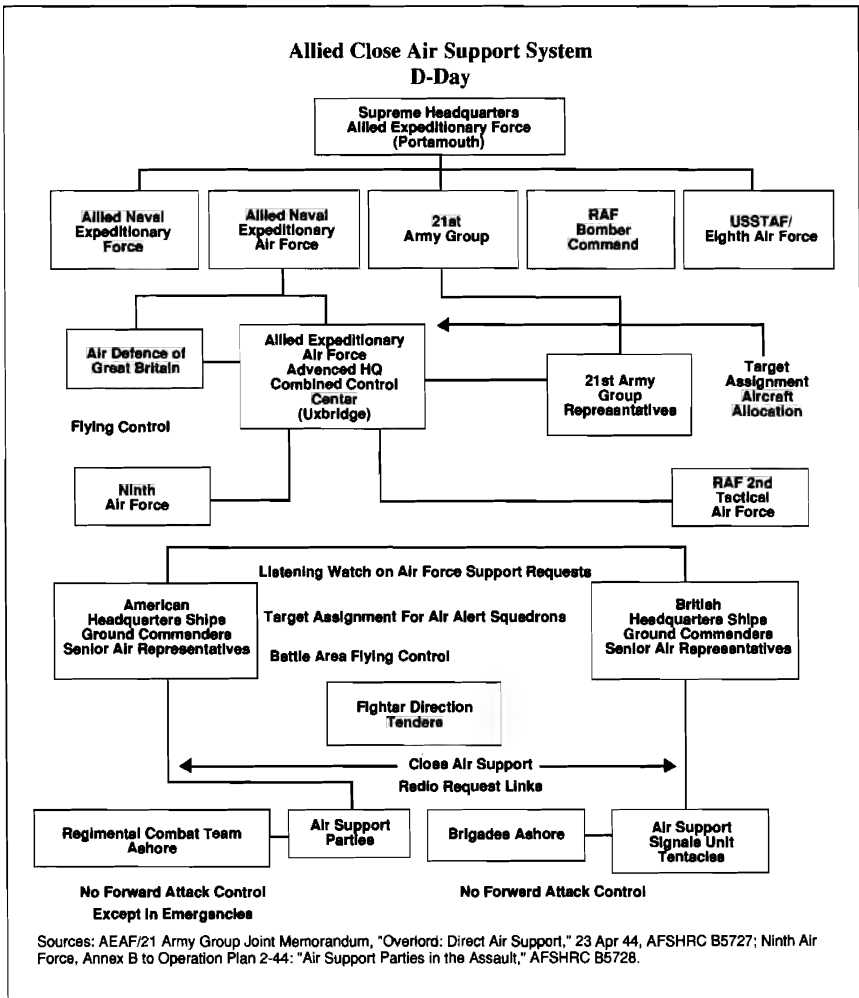 Allied Close Air Support System
D-Day
Supreme Headquarters
Allied Expeditionary Force
(Portamouth)
Allied Naval
Expeditionary
Force
Allied Naval
Expeditionary
Air Force
21st
Army Group
RAF
Bomber
Command
USSTAF/
Eighth Air Force
Air Defence of
Great Britain
Allied Expeditionary
Air Force
Advanced HQ
Combined Control
Center
(Uxbridge)
21st Army
Group
Representatives
Target
Assignment
Aircraft
Allocation
Flying Control
Ninth
Air Force
RAF 2nd
Tactical
Air Force
Listening Watch on Air Force Support Requests
American
Headquarters Ships
Ground Commanders
Senior Air Representatives
Target Assignment For Air Alert Squadrons
Battle Area Flying Control
British
Headquarters Ships
Ground Commanders
Senior Air Representatives
Fightar Direction
Tenders
Close Air Support
Radio Request Links
Regimental Combat Team
Ashore
Air Support
Parties
Brigades Ashore
Air Support
Signals Unit
Tentacles
No Forward Attack Control
Except in Emergencies
No Forward Attack Control
Sources: AEAF/21 Army Group Joint Memorandum, "Overlord: Direct Air Support," 23 Apr 44, AFSHRC B5727; Ninth Air
Force, Annex B to Operation Plan 2-44: "Air Support Parties in the Assault," AFSHRC B5728.